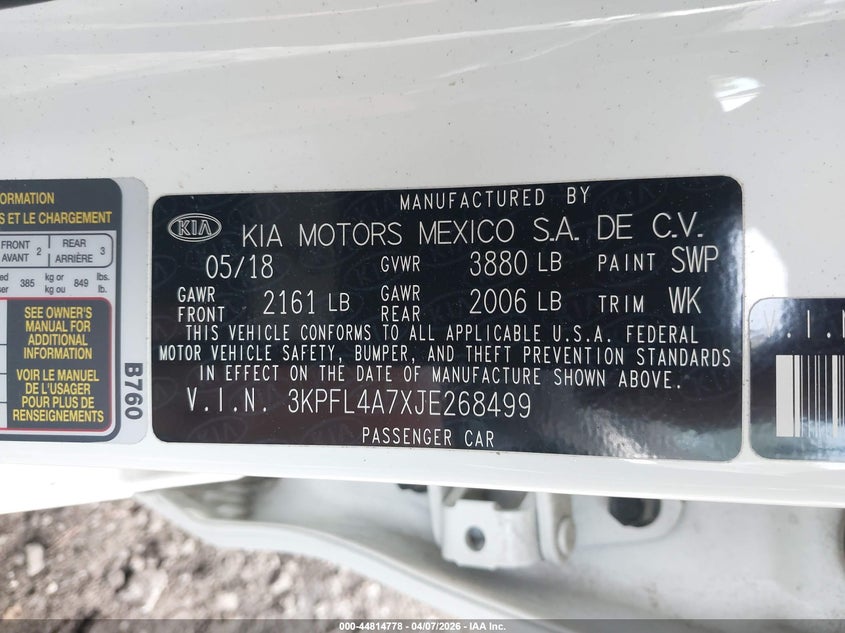 ORMATION
S ET LE CHARGEMENT
FRONT AVANT 2 REAR ARRIÈRE 3
385 kg or kg ou 849 lbs. lb.
SEE OWNER'S
MANUAL FOR
ADDITIONAL
INFORMATION
VOIR LE MANUEL
DE L'USAGER
POUR PLUS DE
RENSEIGNEMENTS
B760
MANUFACTURED BY
KIA KIA MOTORS MEXICO S.A. DE C.V.
05/18 GVWR 3880 LB PAINT SWP
GAWR FRONT 2161 LB GAWR REAR 2006 LB TRIM WK
THIS VEHICLE CONFORMS TO ALL APPLICABLE U.S.A. FEDERAL
MOTOR VEHICLE SAFETY, BUMPER, AND THEFT PREVENTION STANDARDS
IN EFFECT ON THE DATE OF MANUFACTURE SHOWN ABOVE.
V.I.N. 3KPFL4A7XJE268499
PASSENGER CAR
V.I.N
000-44814778 - 04/07/2026 - IAA Inc.